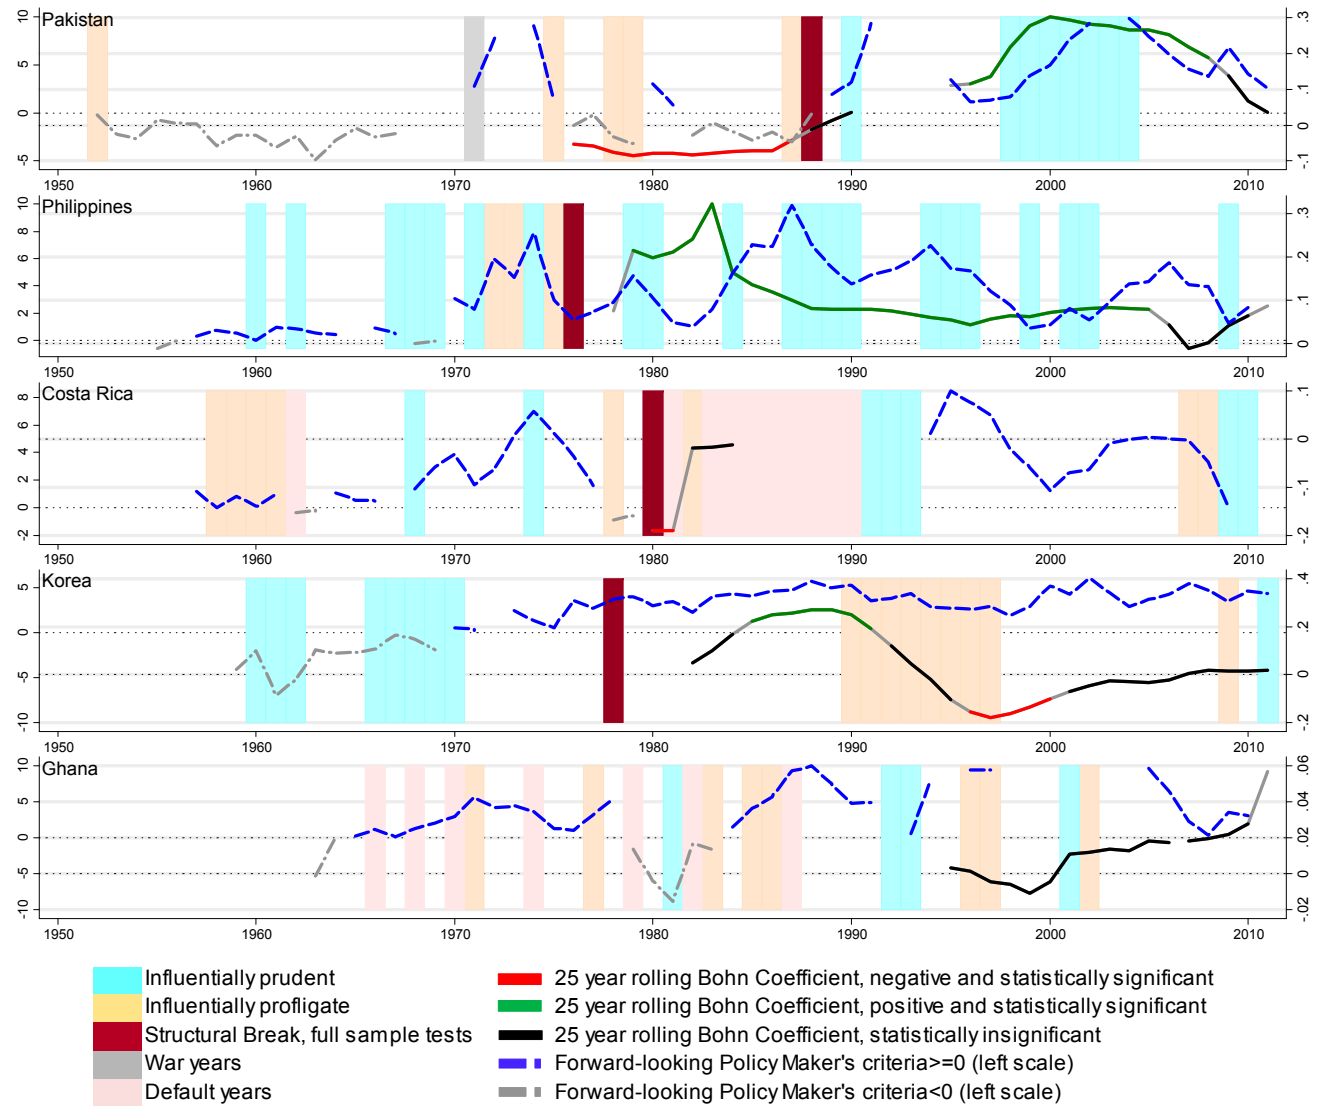 Pakistan
10
5
0
-5
.3
.2
.1
0
-.1
1950 1960 1970 1980 1990 2000 2010
Philippines
10
8
6
4
2
0
.3
.2
.1
0
1950 1960 1970 1980 1990 2000 2010
Costa Rica
8
6
4
2
0
-2
.1
0
-.1
-.2
1950 1960 1970 1980 1990 2000 2010
Korea
5
0
-5
-10
.4
.2
0
-.2
1950 1960 1970 1980 1990 2000 2010
Ghana
10
5
0
-5
-10
.06
.04
.02
0
-.02
1950 1960 1970 1980 1990 2000 2010
Influentially prudent
Influentially profligate
Structural Break, full sample tests
War years
Default years
25 year rolling Bohn Coefficient, negative and statistically significant
25 year rolling Bohn Coefficient, positive and statistically significant
25 year rolling Bohn Coefficient, statistically insignificant
Forward-looking Policy Maker's criteria>=0 (left scale)
Forward-looking Policy Maker's criteria<0 (left scale)